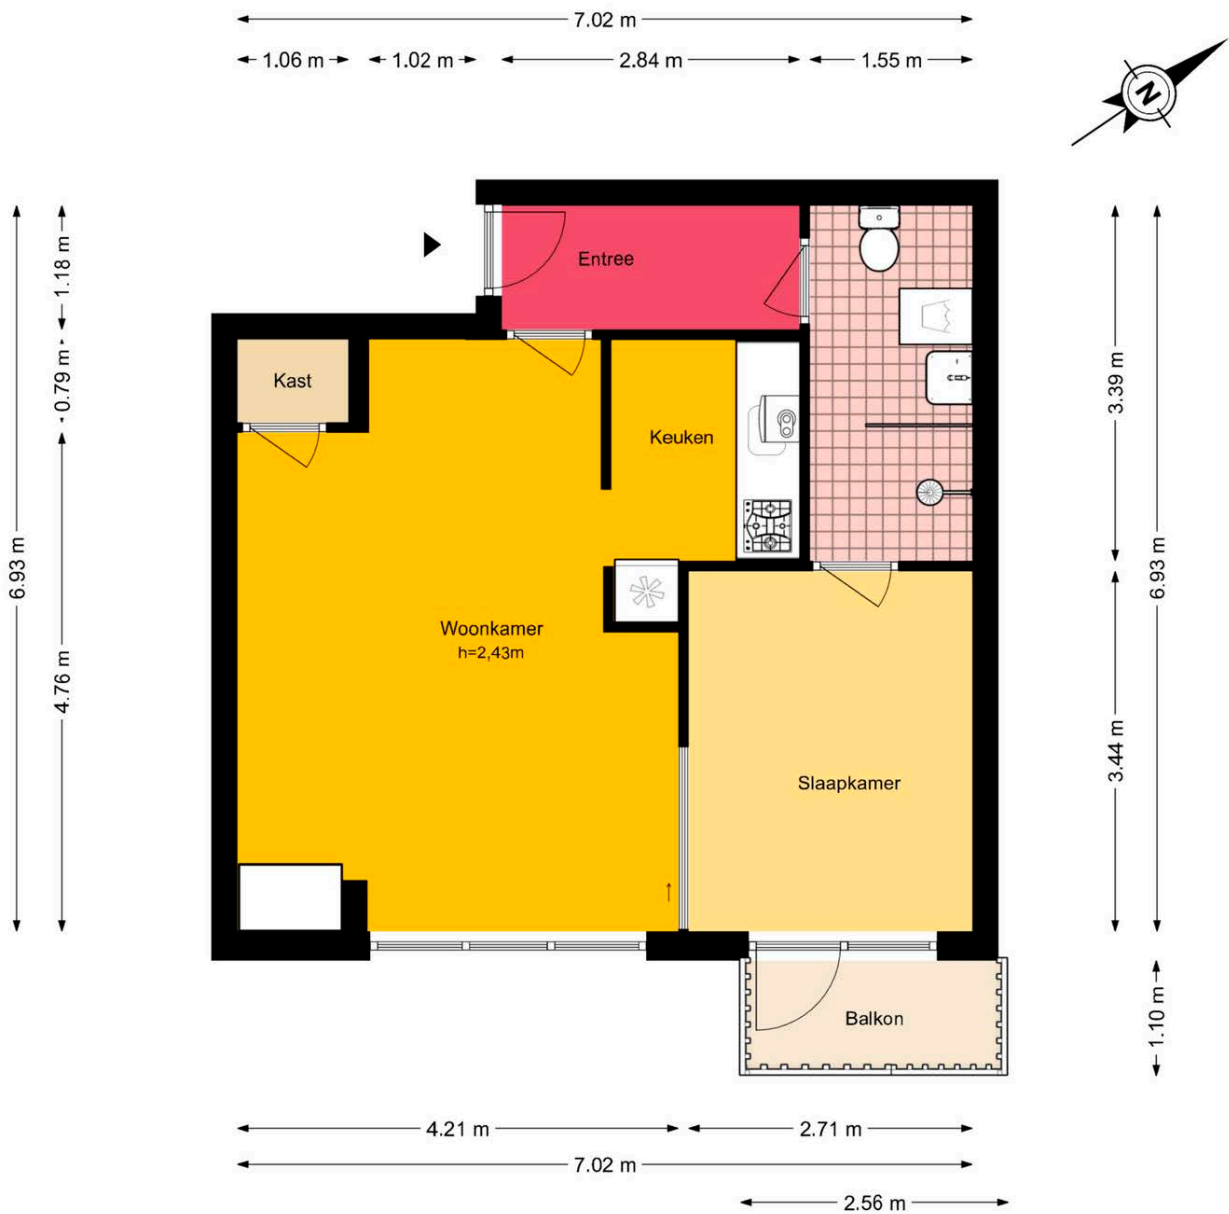 7.02 m
1.06 m
1.02 m
2.84 m
1.55 m
N
1.18 m
0.79 m
4.76 m
6.93 m
Entree
Kast
Keuken
Woonkamer
h=2,43m
Slaapkamer
Balkon
3.39 m
3.44 m
6.93 m
1.10 m
4.21 m
2.71 m
7.02 m
2.56 m